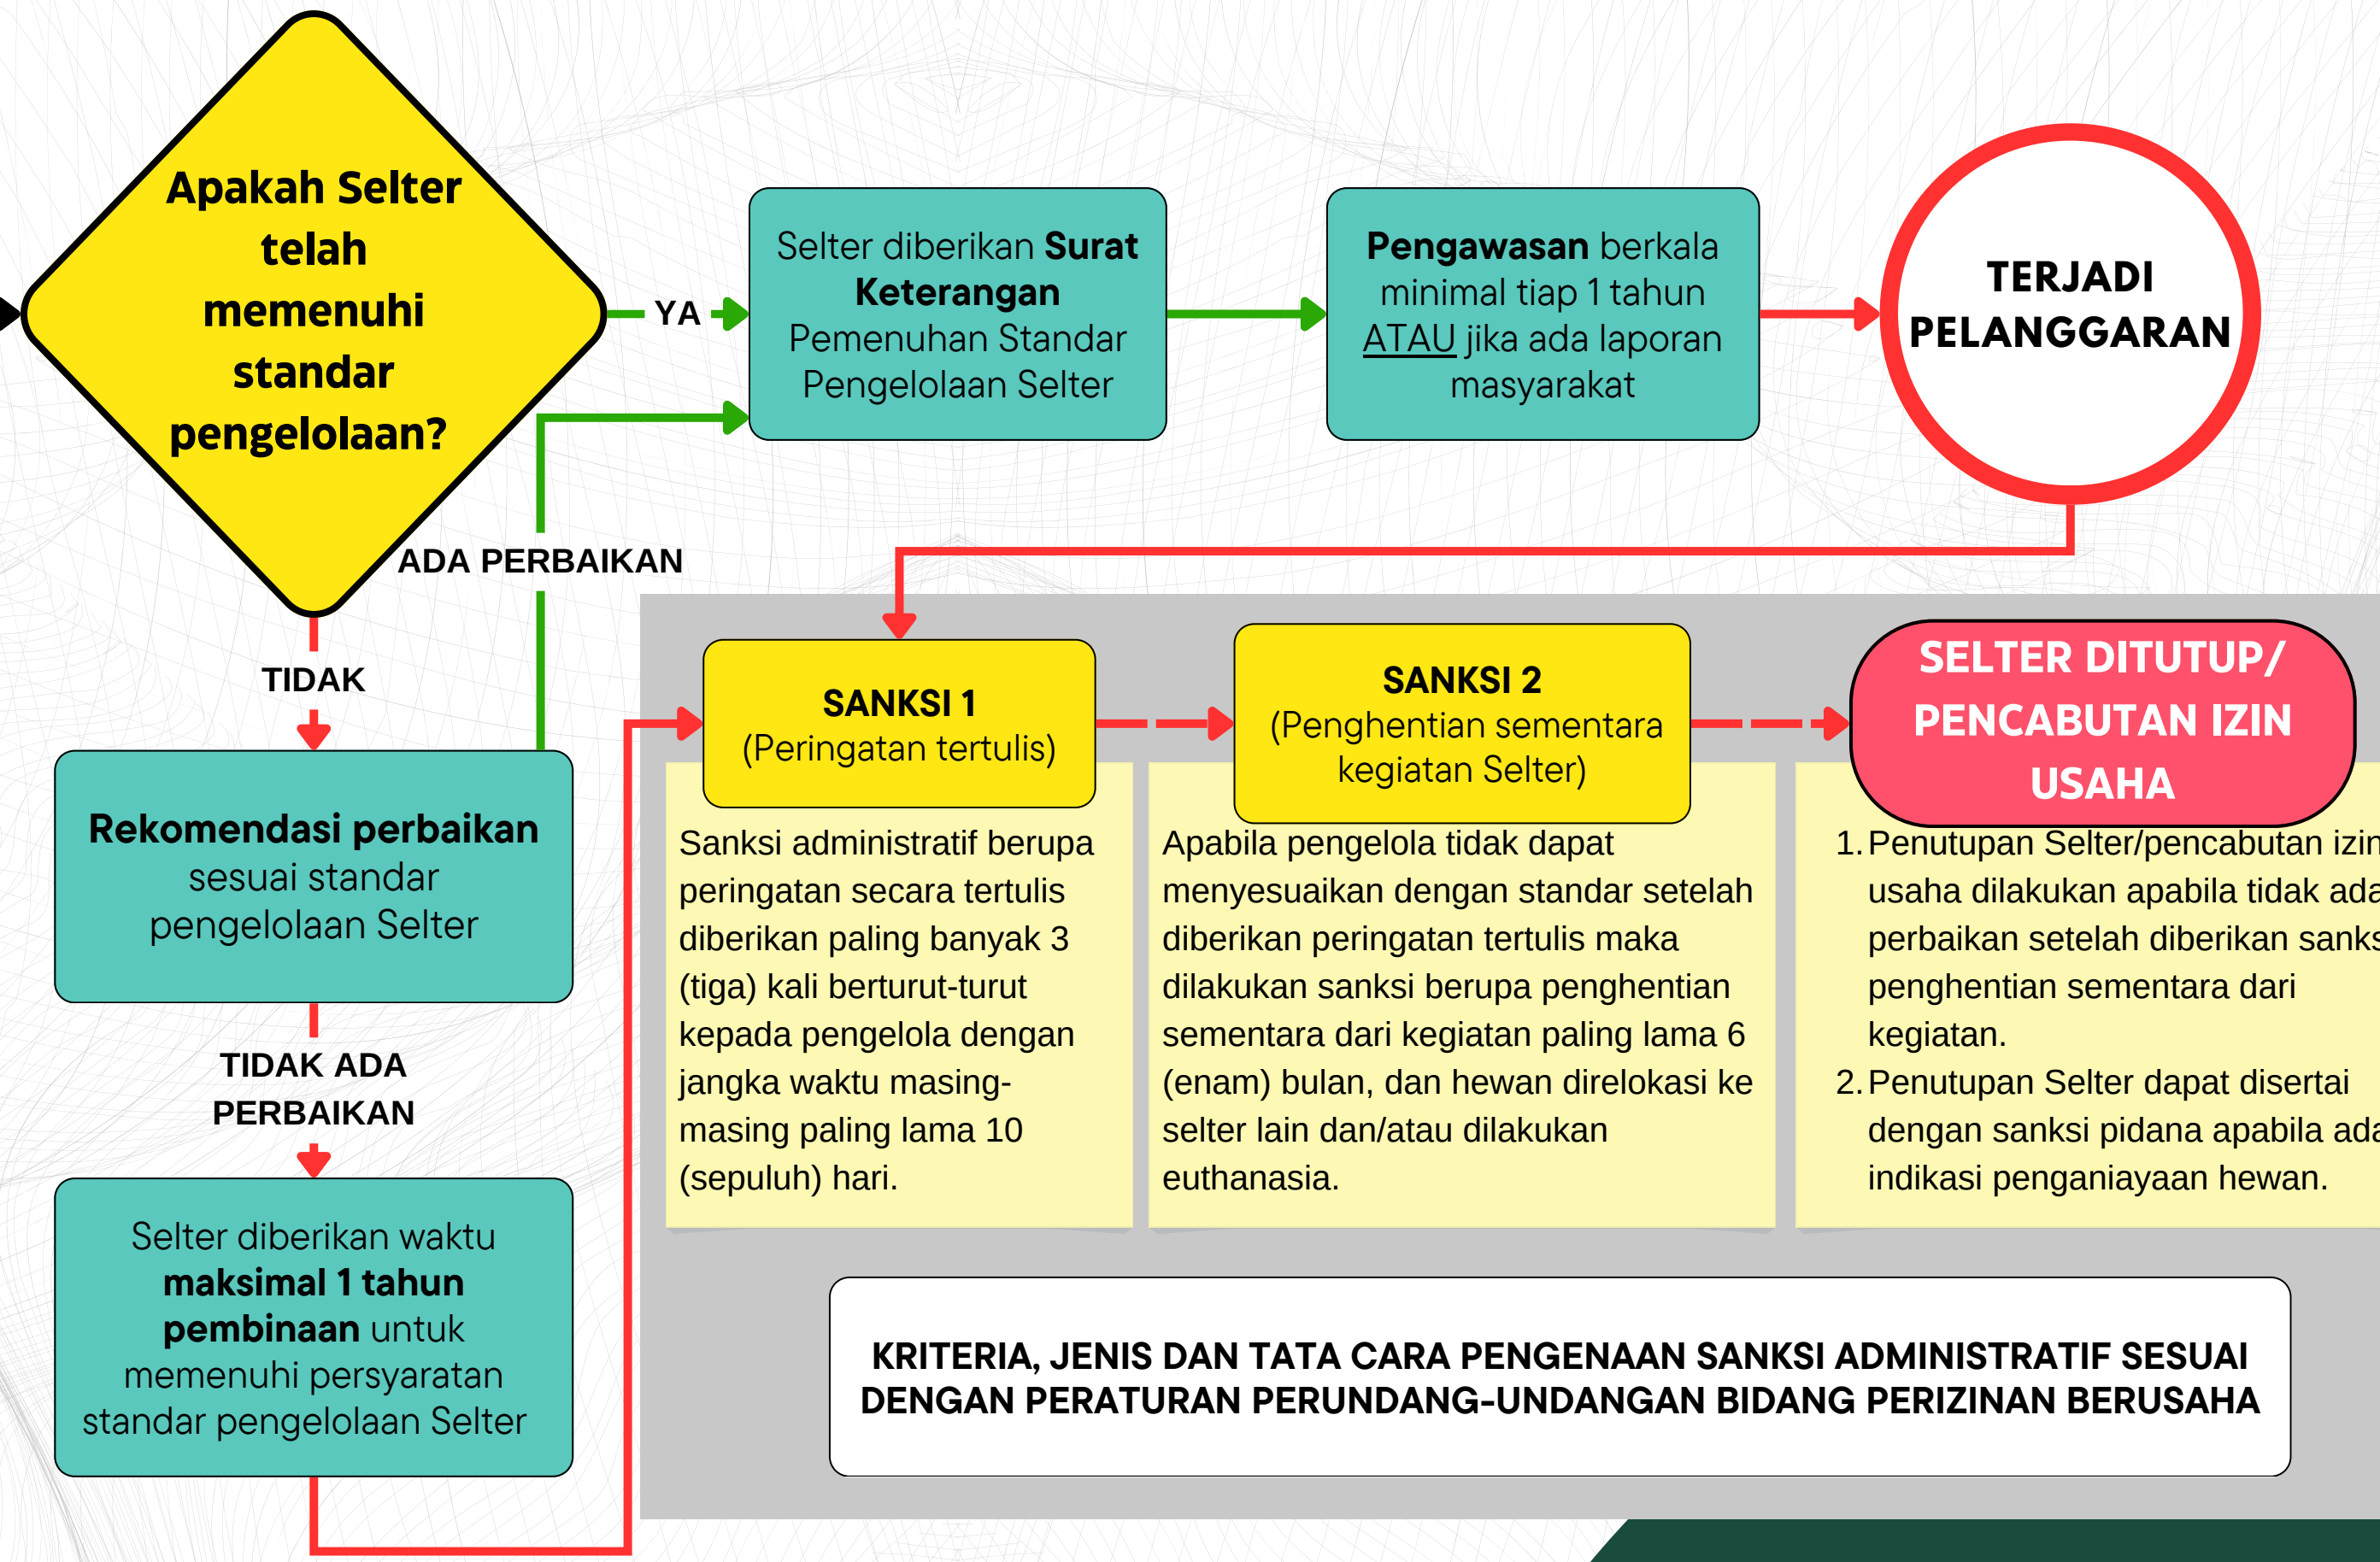 Apakah Selter
telah
memenuhi
standar
pengelolaan?
YA
Selter diberikan Surat
Keterangan
Pemenuhan Standar
Pengelolaan Selter
Pengawasan berkala
minimal tiap 1 tahun
ATAU jika ada laporan
masyarakat
TERJADI
PELANGGARAN
ADA PERBAIKAN
TIDAK
Rekomendasi perbaikan
sesuai standar
pengelolaan Selter
TIDAK ADA
PERBAIKAN
Selter diberikan waktu
maksimal 1 tahun
pembinaan untuk
memenuhi persyaratan
standar pengelolaan Selter
SANKSI 1
(Peringatan tertulis)
Sanksi administratif berupa
peringatan secara tertulis
diberikan paling banyak 3
(tiga) kali berturut-turut
kepada pengelola dengan
jangka waktu masing-
masing paling lama 10
(sepuluh) hari.
SANKSI 2
(Penghentian sementara
kegiatan Selter)
Apabila pengelola tidak dapat
menyesuaikan dengan standar setelah
diberikan peringatan tertulis maka
dilakukan sanksi berupa penghentian
sementara dari kegiatan paling lama 6
(enam) bulan, dan hewan direlokasi ke
selter lain dan/atau dilakukan
euthanasia.
SELTER DITUTUP/
PENCABUTAN IZIN
USAHA
1. Penutupan Selter/pencabutan izin
usaha dilakukan apabila tidak ada
perbaikan setelah diberikan sanks
penghentian sementara dari
kegiatan.
2. Penutupan Selter dapat disertai
dengan sanksi pidana apabila ada
indikasi penganiayaan hewan.
KRITERIA, JENIS DAN TATA CARA PENGENAAN SANKSI ADMINISTRATIF SESUAI
DENGAN PERATURAN PERUNDANG-UNDANGAN BIDANG PERIZINAN BERUSAHA